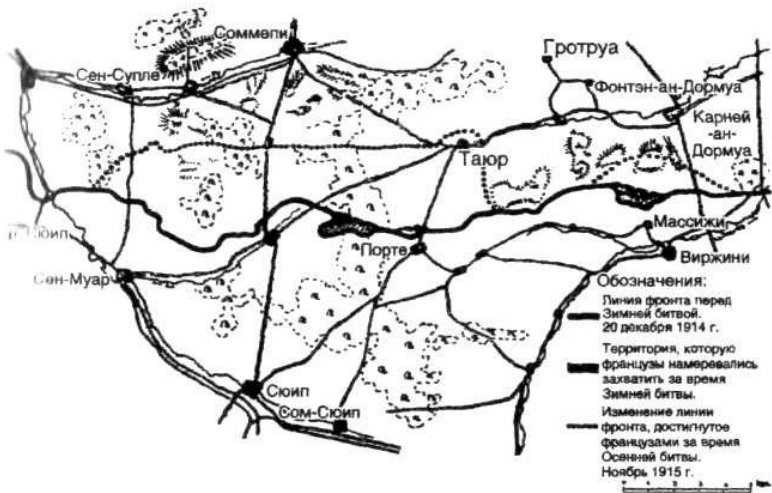 Соммепи
Гротруа
Сен-Супле
Фонтэн-ан-Дормуа
Карней
-ан-
Дормуа
Таюр
Сюип
Массижи
Порте
Виржини
Сен-Муар
Обозначения:
Линия фронта перед
Зимней битвой.
20 декабря 1914 г.
Территория, которую
французы намеревались
захватить за время
Зимней битвы.
Сюип
Сом-Сюип
Изменение линии
фронта, достигнутое
французами за время
Осенней битвы.
Ноябрь 1915 г.